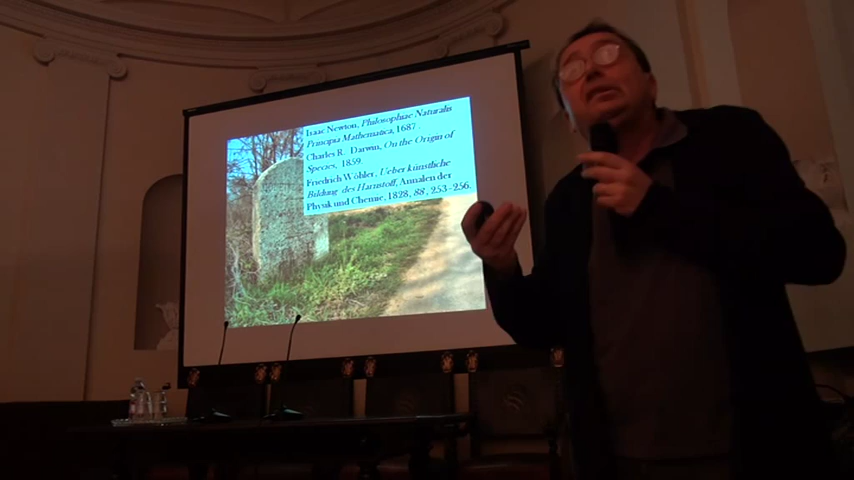 Isaac Newton, Philosophiae Naturalis
Principia Mathematica, 1687.
Charles R. Darwin, On the Origin of
Species, 1859.
Friedrich Wöhler, Ueber künstliche
Bildung des Harnstoff, Annalen der
Physik und Chemie, 1828, 88, 253-256.